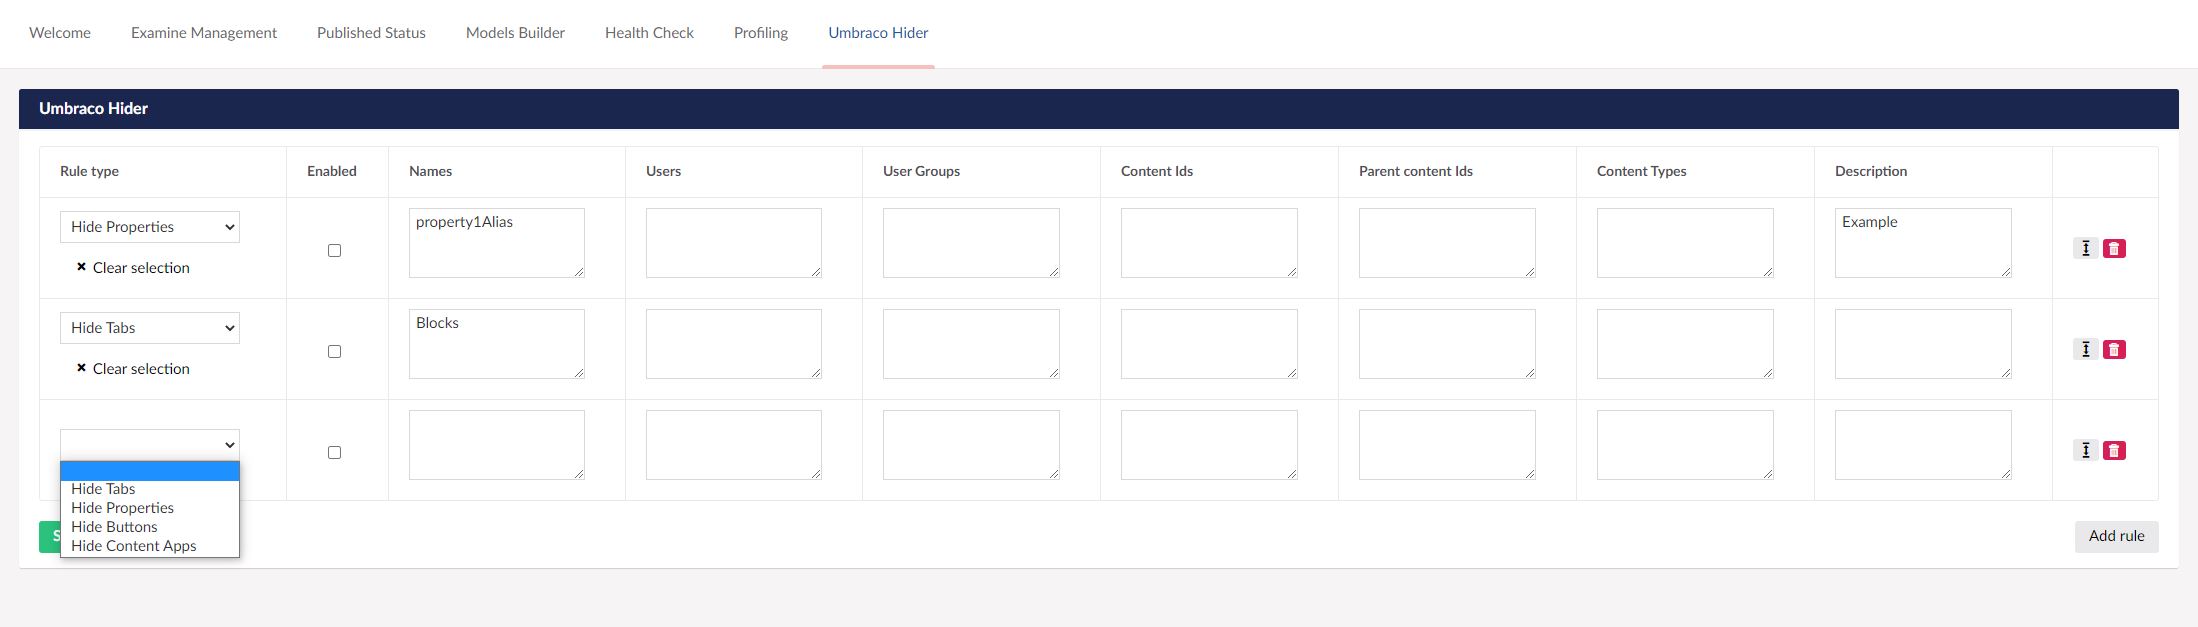 Welcome Examine Management Published Status Models Builder Health Check Profiling Umbraco Hider
Umbraco Hider
Rule type Enabled Names Users User Groups Content Ids Parent content Ids Content Types Description
Hide Properties property1Alias Example
× Clear selection
Hide Tabs Blocks
× Clear selection
Hide Tabs
Hide Properties
Hide Buttons
Hide Content Apps
S Add rule